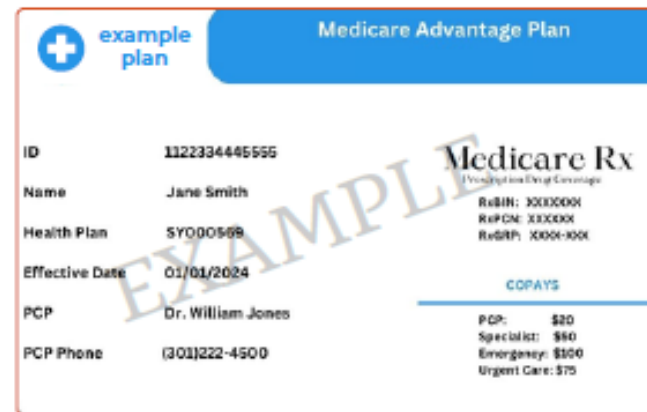 example
plan
Medicare Advantage Plan
ID 1122334445555
Name Jane Smith
Health Plan SY000569
Effective Date 01/01/2024
PCP Dr. William Jones
PCP Phone (301)222-4500
Medicare Rx
Prescription Drug Coverage
RxBIN: XXXXXXX
RxPCN: XXXXXX
RxGRP: XXXX-XXX
COPAYS
PCP: $20
Specialist: $50
Emergency: $100
Urgent Care: $75
EXAMPLE